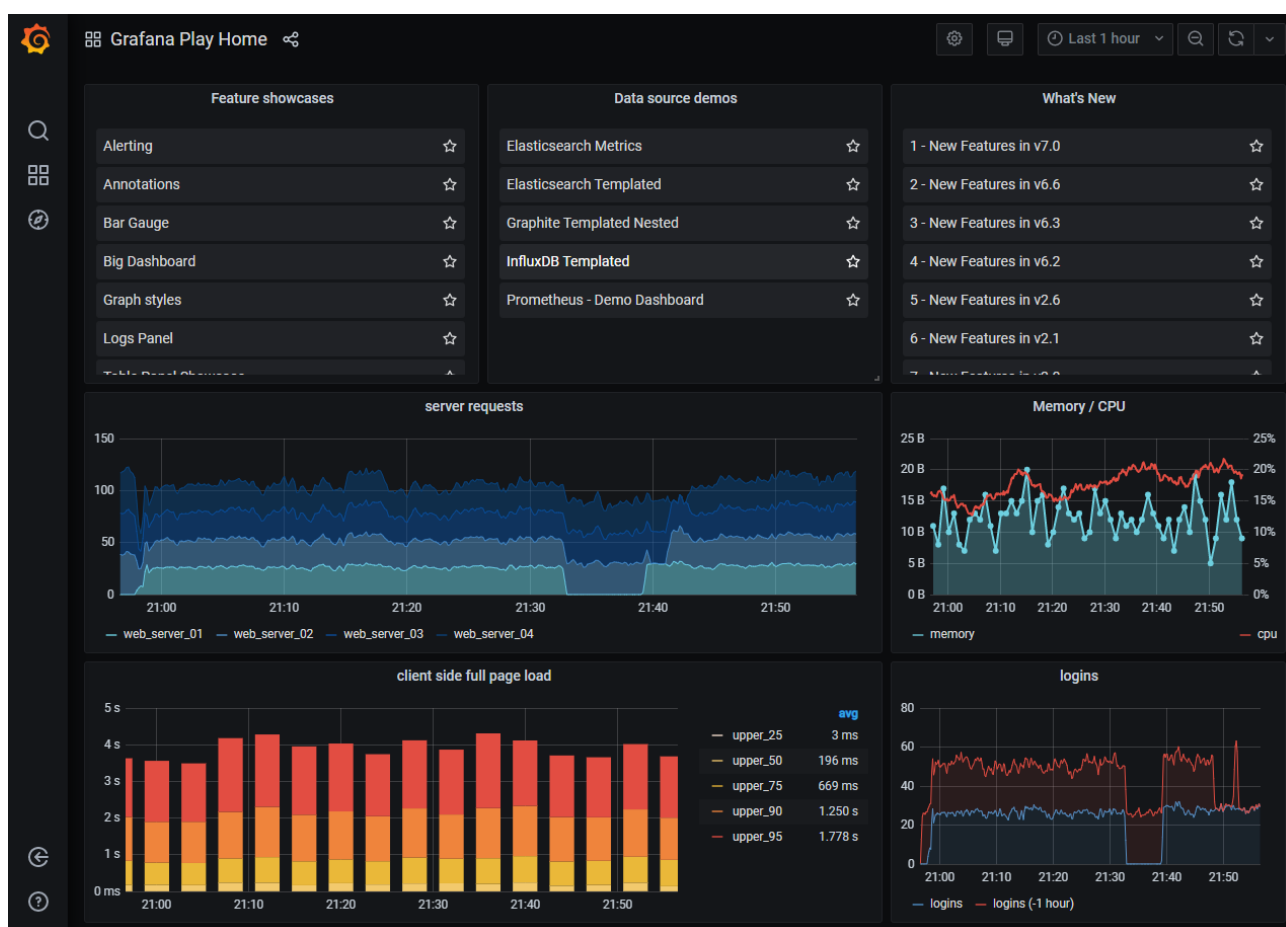 Grafana Play Home
Last 1 hour
Feature showcases
Alerting
Annotations
Bar Gauge
Big Dashboard
Graph styles
Logs Panel
Data source demos
Elasticsearch Metrics
Elasticsearch Templated
Graphite Templated Nested
InfluxDB Templated
Prometheus - Demo Dashboard
What's New
1 - New Features in v7.0
2 - New Features in v6.6
3 - New Features in v6.3
4 - New Features in v6.2
5 - New Features in v2.6
6 - New Features in v2.1
server requests
150
100
50
0
21:00 21:10 21:20 21:30 21:40 21:50
web_server_01 web_server_02 web_server_03 web_server_04
Memory / CPU
25 B 25%
20 B 20%
15 B 15%
10 B 10%
5 B 5%
0 B 0%
21:00 21:10 21:20 21:30 21:40 21:50
memory cpu
client side full page load
5 s
4 s
3 s
2 s
1 s
0 ms
21:00 21:10 21:20 21:30 21:40 21:50
avg
upper_25 3 ms
upper_50 196 ms
upper_75 669 ms
upper_90 1.250 s
upper_95 1.778 s
logins
80
60
40
20
0
21:00 21:10 21:20 21:30 21:40 21:50
logins logins (-1 hour)